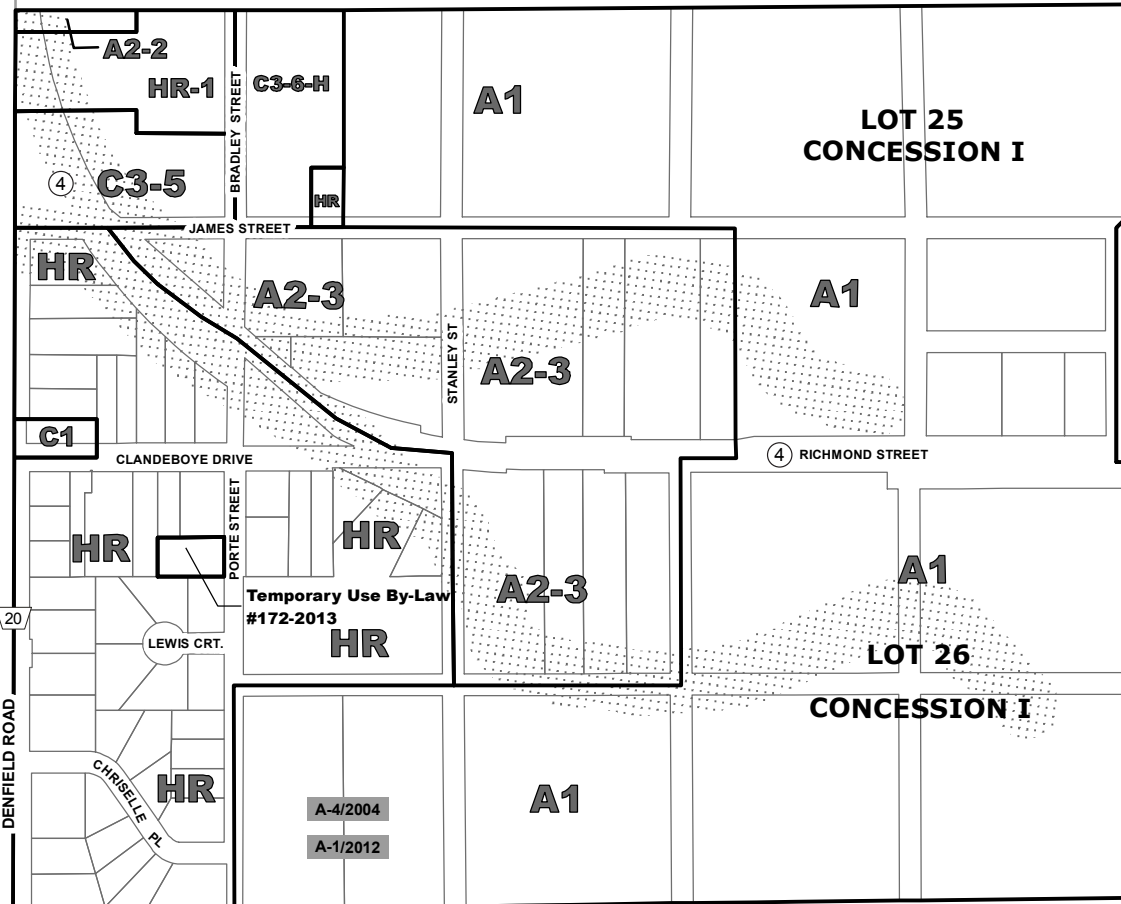 A2-2
HR-1
BRADLEY STREET
C3-6-H
A1
LOT 25
CONCESSION I
4
C3-5
HR
JAMES STREET
HR
A2-3
A1
STANLEY ST
A2-3
C1
CLANDEBOYE DRIVE
4 RICHMOND STREET
PORTE STREET
HR
HR
A1
A2-3
Temporary Use By-Law
#172-2013
20
LEWIS CRT.
HR
LOT 26
CONCESSION I
DENFIELD ROAD
CHRISELLE PL
HR
A1
A-4/2004
A-1/2012